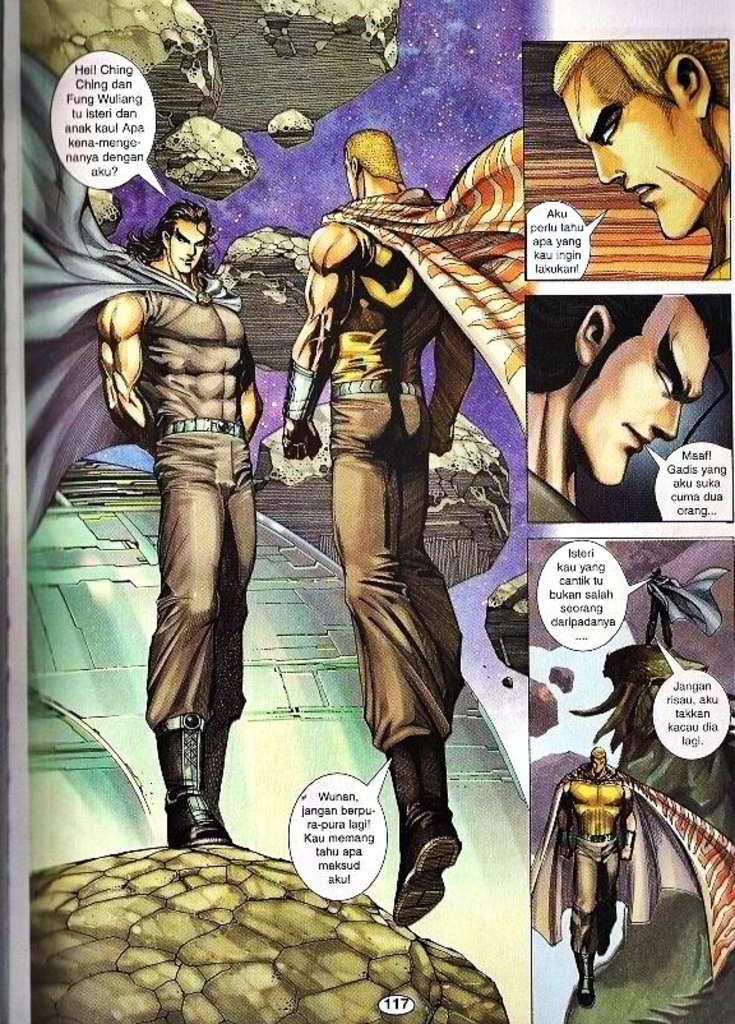 Hei! Ching
Ching dan
Fung Wuliang
tu isteri dan
anak kau! Apa
kena-menge-
nanya dengan
aku?
Wunan,
jangan berpu-
ra-pura lagi!
Kau memang
tahu apa
maksud
aku!
Aku
perlu tahu
apa yang
kau ingin
lakukan!
Maaf!
Gadis yang
aku suka
cuma dua
orang...
Isteri
kau yang
cantik tu
bukan salah
seorang
daripadanya
....
Jangan
risau, aku
takkan
kacau dia
lagi.
117